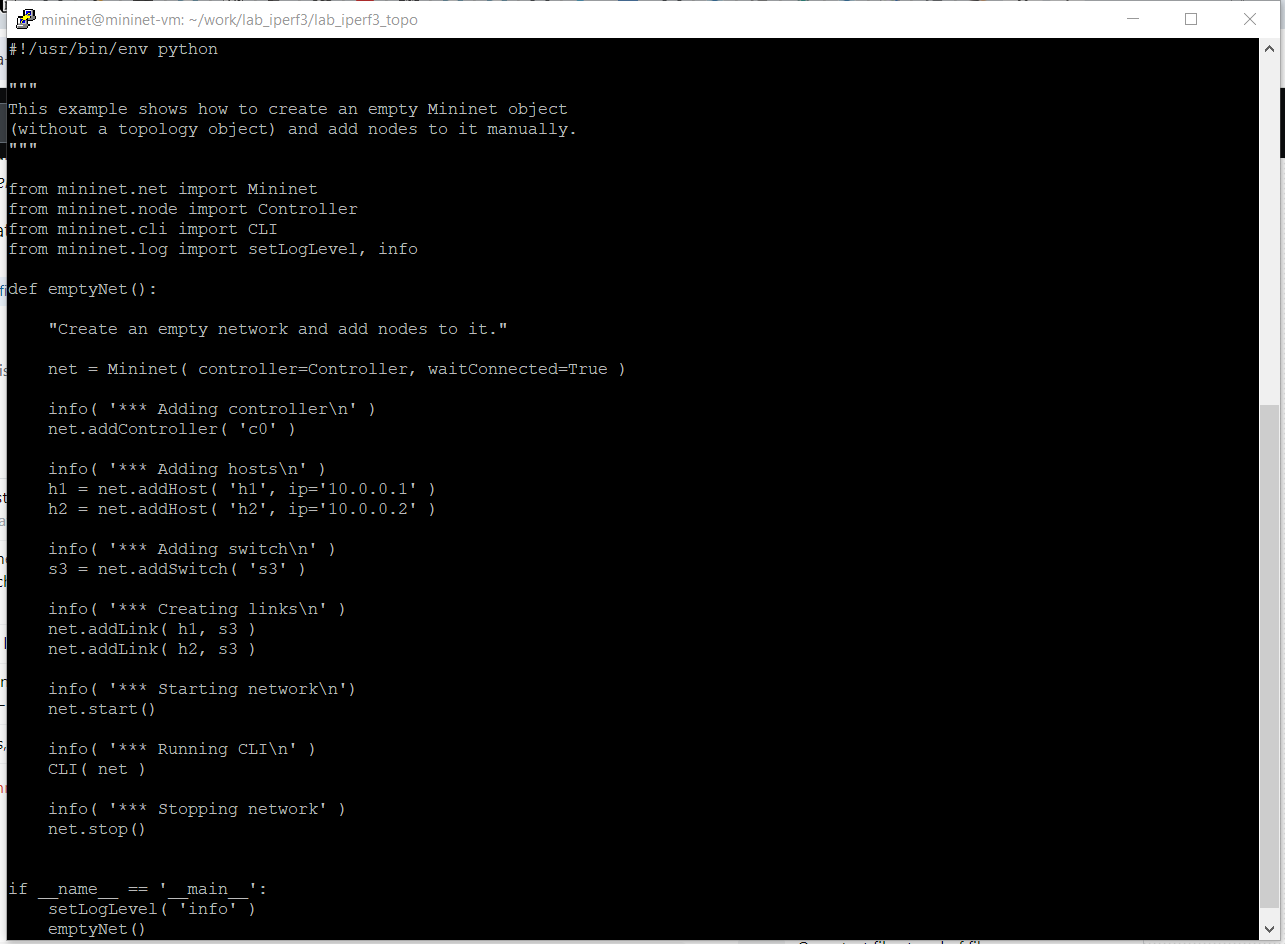 mininet@mininet-vm: ~/work/lab_iperf3/lab_iperf3_topo
#!/usr/bin/env python
"""
This example shows how to create an empty Mininet object
(without a topology object) and add nodes to it manually.
"""
from mininet.net import Mininet
from mininet.node import Controller
from mininet.cli import CLI
from mininet.log import setLogLevel, info
def emptyNet():
    "Create an empty network and add nodes to it."
    net = Mininet( controller=Controller, waitConnected=True )
    info( '*** Adding controller\n' )
    net.addController( 'c0' )
    info( '*** Adding hosts\n' )
    h1 = net.addHost( 'h1', ip='10.0.0.1' )
    h2 = net.addHost( 'h2', ip='10.0.0.2' )
    info( '*** Adding switch\n' )
    s3 = net.addSwitch( 's3' )
    info( '*** Creating links\n' )
    net.addLink( h1, s3 )
    net.addLink( h2, s3 )
    info( '*** Starting network\n')
    net.start()
    info( '*** Running CLI\n' )
    CLI( net )
    info( '*** Stopping network' )
    net.stop()
if __name__ == '__main__':
    setLogLevel( 'info' )
    emptyNet()